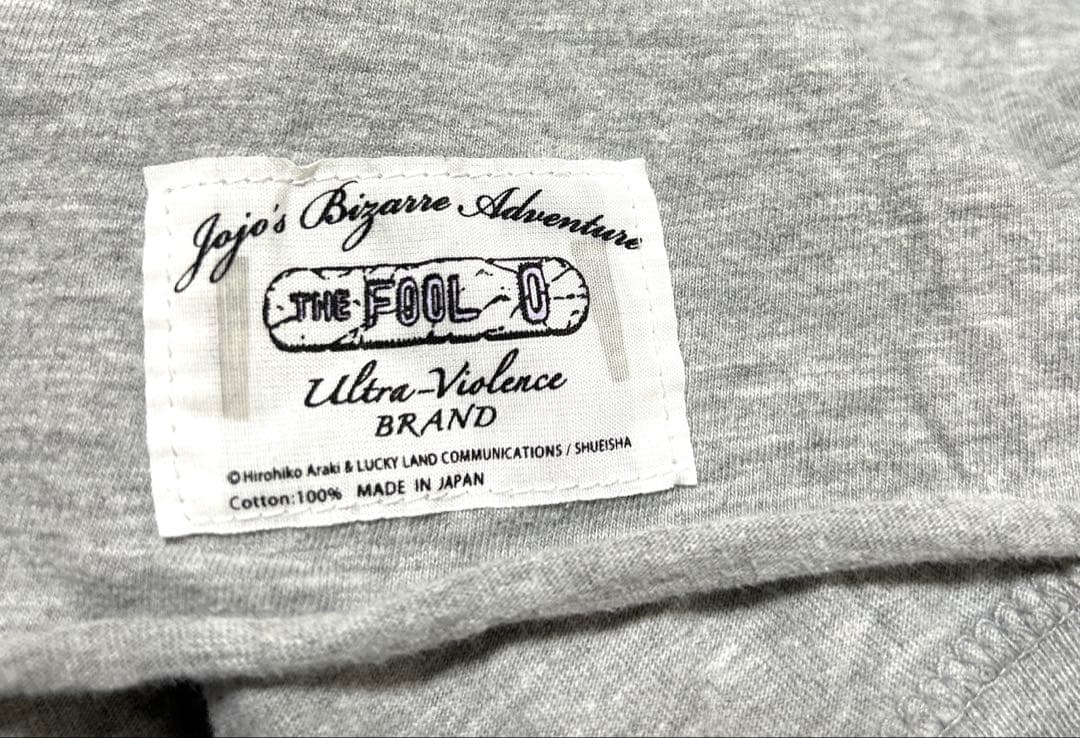 Jojo's Bizarre Adventure
THE FOOL 0
Ultra-Violence
BRAND
©Hirohiko Araki & LUCKY LAND COMMUNICATIONS / SHUEISHA
Cotton:100% MADE IN JAPAN